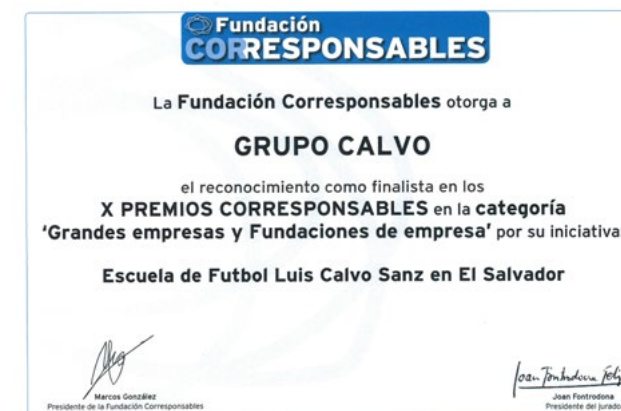 Fundación
CORRESPONSABLES
La Fundación Corresponsables otorga a
GRUPO CALVO
el reconocimiento como finalista en los
X PREMIOS CORRESPONSABLES en la categoría
'Grandes empresas y Fundaciones de empresa' por su iniciativa
Escuela de Futbol Luis Calvo Sanz en El Salvador
Joan Fontrodona
Marcos González
Presidente de la Fundación Corresponsables
Joan Fontrodona
Presidente del jurado